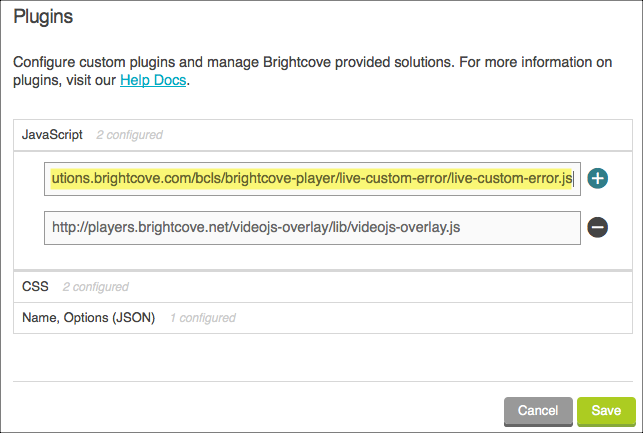 Plugins
Configure custom plugins and manage Brightcove provided solutions. For more information on
plugins, visit our Help Docs.
JavaScript 2 configured
utions.brightcove.com/bcls/brightcove-player/live-custom-error/live-custom-error.js
http://players.brightcove.net/videojs-overlay/lib/videojs-overlay.js
CSS 2 configured
Name, Options (JSON) 1 configured
Cancel Save